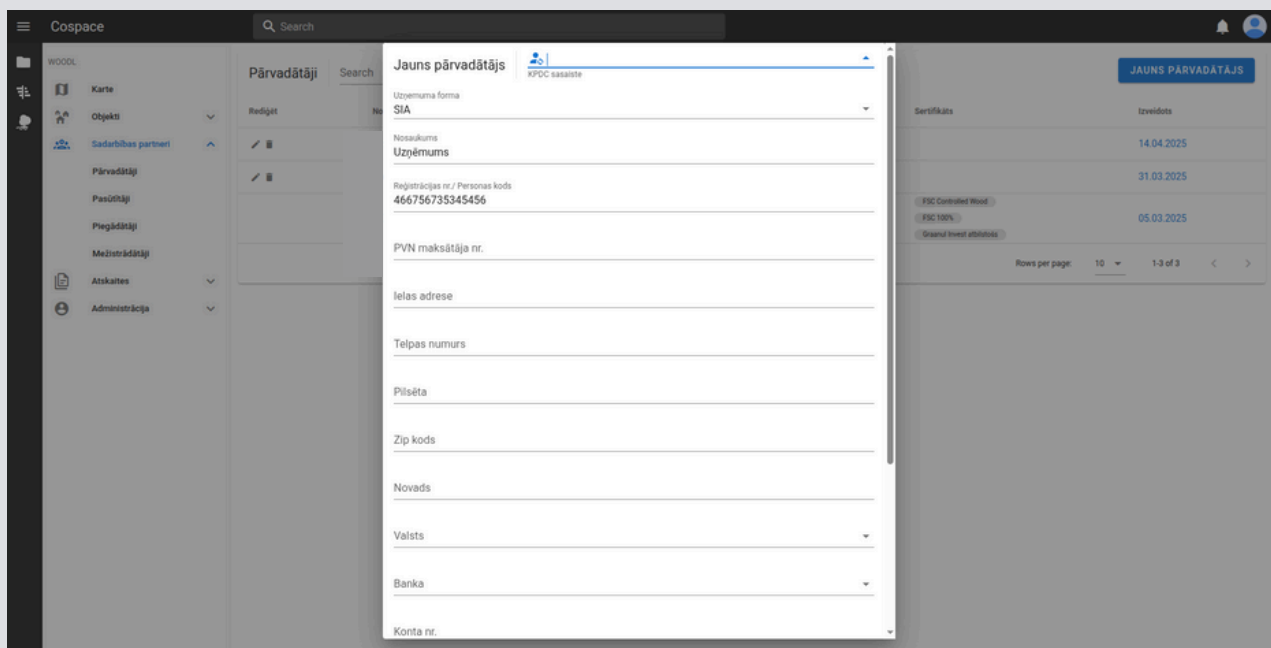 Cospace
Search
WOODL
Karte
Objekti
Sadarbības partneri
Pārvadātāji
Pasūtītāji
Piegādātāji
Mežistrādātāji
Atskaites
Administrācija
Pārvadātāji
Search
JAUNS PĀRVADĀTĀJS
Rediģēt
No
Sertifikāts
Izveidots
14.04.2025
31.03.2025
FSC Controlled Wood
FSC 100%
Graanul Invest atbilstošs
05.03.2025
Rows per page:
10
1-3 of 3
Jauns pārvadātājs
KPDC sasaiste
Uzņemuma forma
SIA
Nosaukums
Uzņēmums
Reģistrācijas nr./ Personas kods
466756735345456
PVN maksātāja nr.
Ielas adrese
Telpas numurs
Pilsēta
Zip kods
Novads
Valsts
Banka
Konta nr.